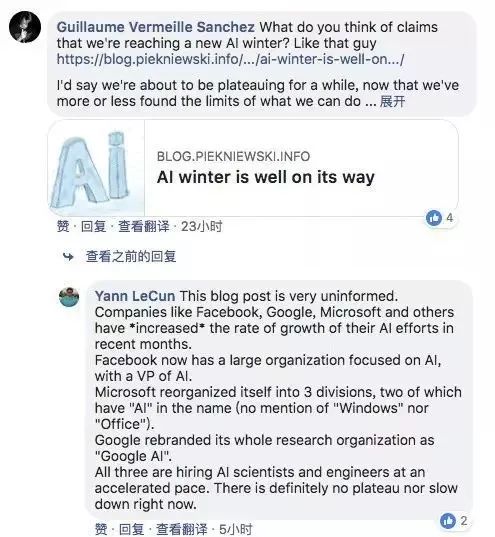 Guillaume Vermeille Sanchez What do you think of claims
that we're reaching a new AI winter? Like that guy
https://blog.piekniewski.info/.../ai-winter-is-well-on.../
I'd say we're about to be plateauing for a while, now that we've
more or less found the limits of what we can do ... 展开
Ai
BLOG.PIEKNIEWSKI.INFO
AI winter is well on its way
赞 · 回复 · 查看翻译 · 23小时
4
查看之前的回复
Yann LeCun This blog post is very uninformed.
Companies like Facebook, Google, Microsoft and others
have *increased* the rate of growth of their AI efforts in
recent months.
Facebook now has a large organization focused on AI,
with a VP of AI.
Microsoft reorganized itself into 3 divisions, two of which
have "AI" in the name (no mention of "Windows" nor
"Office").
Google rebranded its whole research organization as
"Google AI".
All three are hiring AI scientists and engineers at an
accelerated pace. There is definitely no plateau nor slow
down right now.
赞 · 回复 · 查看翻译 · 5小时
2